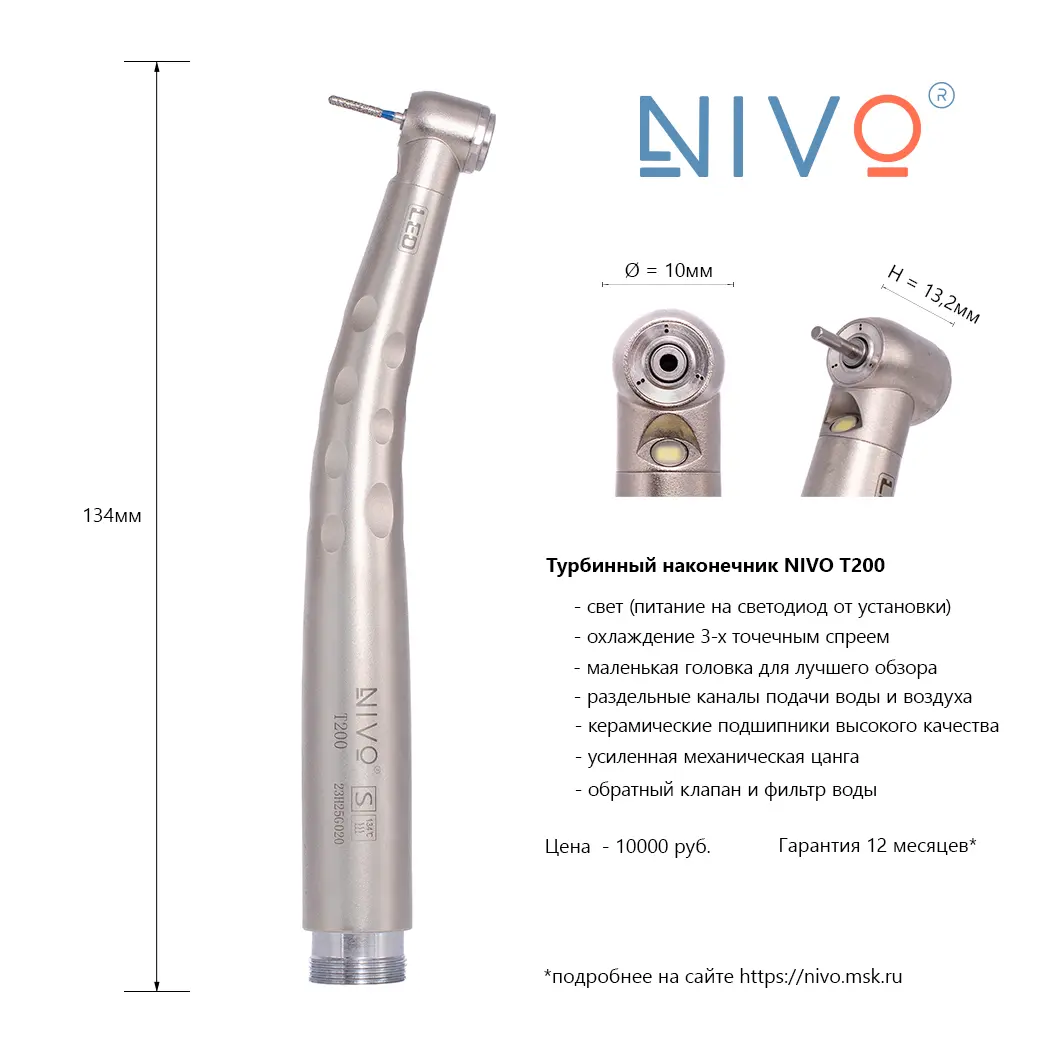 NIVO ®
Ø = 10мм
H = 13,2мм
LED
134мм
Турбинный наконечник NIVO T200
- свет (питание на светодиод от установки)
- охлаждение 3-х точечным спреем
- маленькая головка для лучшего обзора
- раздельные каналы подачи воды и воздуха
- керамические подшипники высокого качества
- усиленная механическая цанга
- обратный клапан и фильтр воды
NIVO ®
T200
S
134°C
23H25G020
Цена - 10000 руб.
Гарантия 12 месяцев*
*подробнее на сайте https://nivo.msk.ru